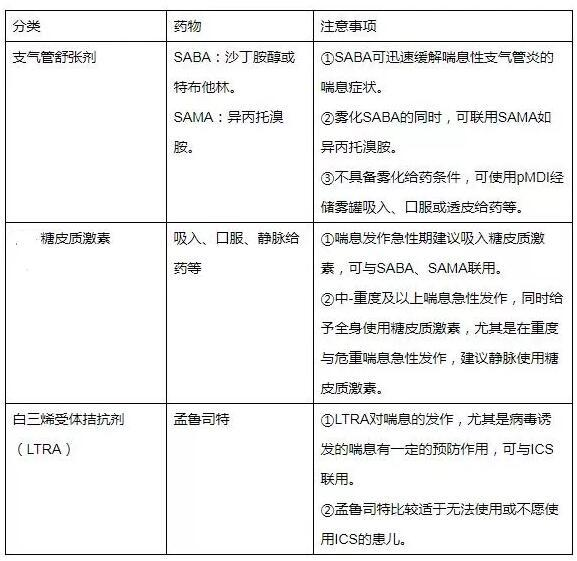 分类 药物 注意事项
支气管舒张剂 SABA：沙丁胺醇或 ①SABA可迅速缓解喘息性支气管炎的
特布他林。 喘息症状。
SAMA：异丙托溴 ②雾化SABA的同时，可联用SAMA如
胺。 异丙托溴胺。
③不具备雾化给药条件，可使用pMDI经
储雾罐吸入、口服或透皮给药等。
糖皮质激素 吸入、口服、静脉给 ①喘息发作急性期建议吸入糖皮质激
药等 素，可与SABA、SAMA联用。
②中-重度及以上喘息急性发作，同时给
予全身使用糖皮质激素，尤其是在重度
与危重喘息急性发作，建议静脉使用糖
皮质激素。
白三烯受体拮抗剂 孟鲁司特 ①LTRA对喘息的发作，尤其是病毒诱
（LTRA） 发的喘息有一定的预防作用，可与ICS
联用。
②孟鲁司特比较适于无法使用或不愿使
用ICS的患儿。